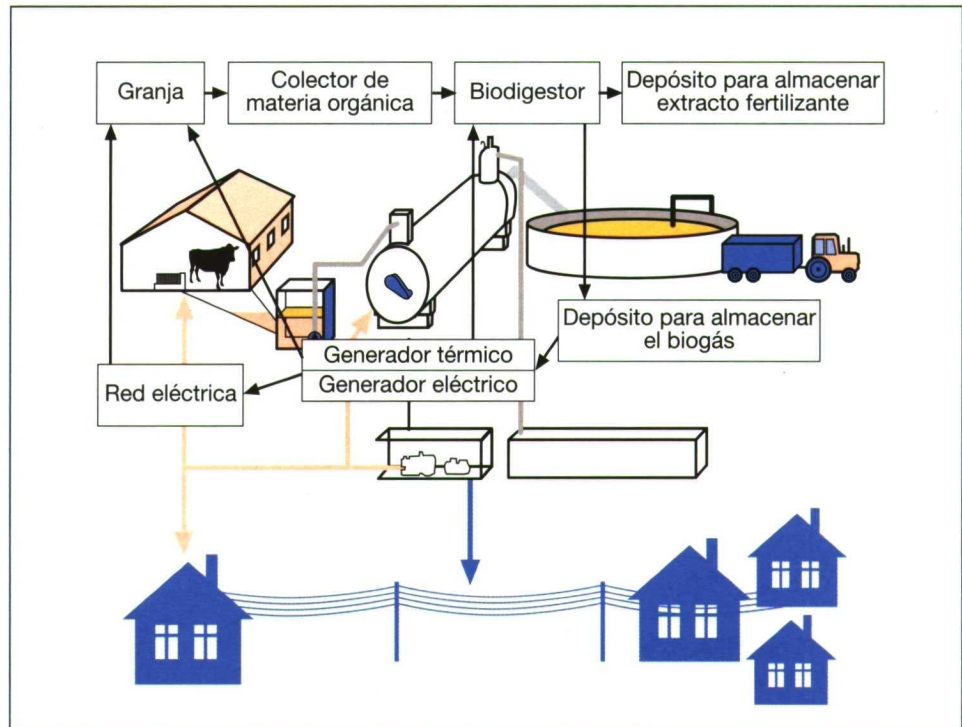 Granja
Colector de
materia orgánica
Biodigestor
Depósito para almacenar
extracto fertilizante
Depósito para almacenar
el biogás
Generador térmico
Generador eléctrico
Red eléctrica